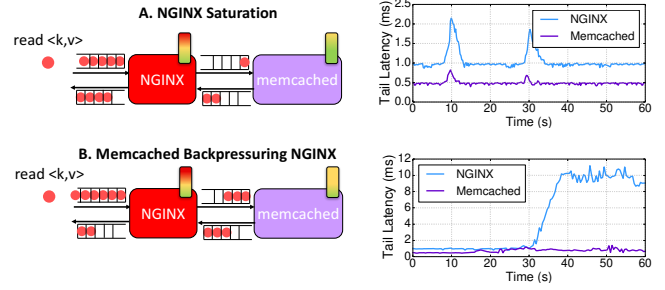 A. NGINX Saturation
read <k,v>
NGINX
memcached
Tail Latency (ms)
2.5
2.0
1.5
1.0
0.5
0.0
NGINX
Memcached
0 10 20 30 40 50 60
Time (s)
B. Memcached Backpressuring NGINX
read <k,v>
NGINX
memcached
Tail Latency (ms)
12
10
8
6
4
2
0
NGINX
Memcached
0 10 20 30 40 50 60
Time (s)